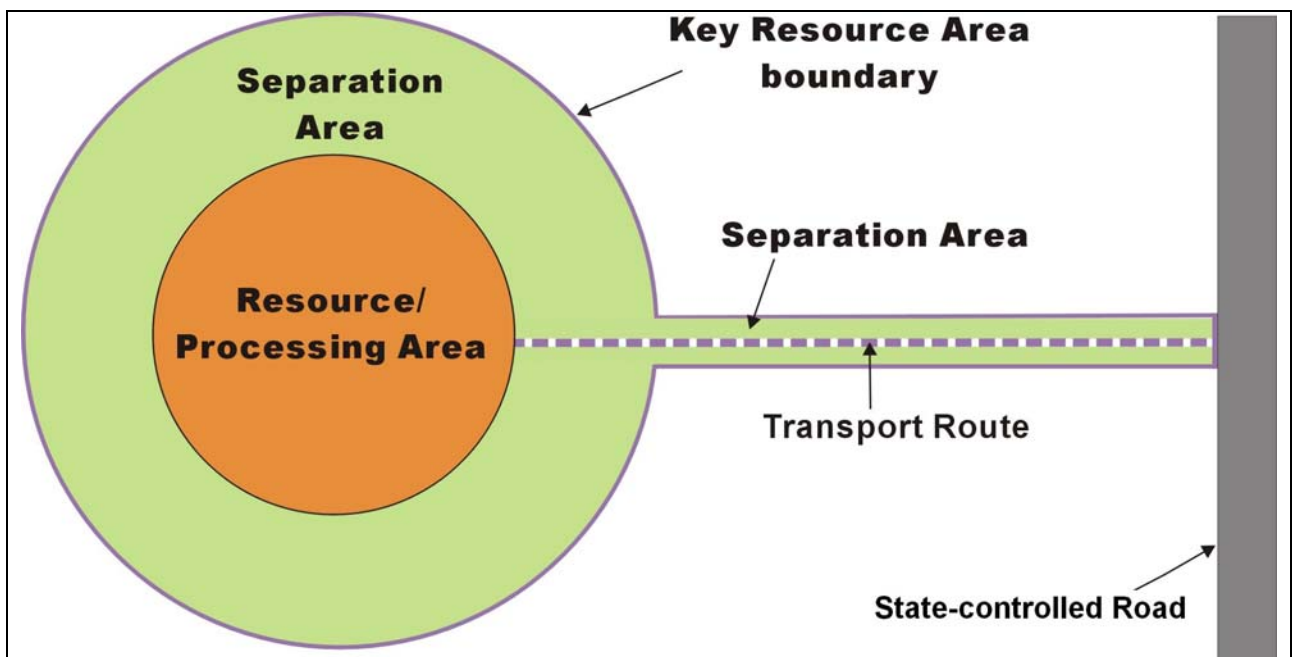 Key Resource Area
boundary
Separation
Area
Separation Area
Resource/
Processing Area
Transport Route
State-controlled Road